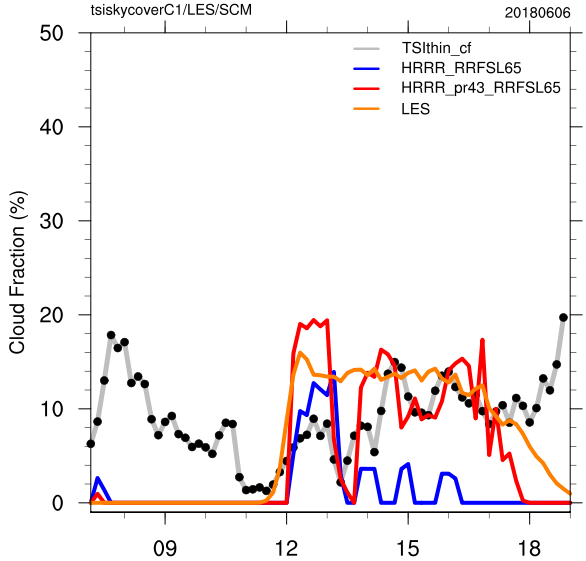 tsiskycoverC1/LES/SCM 20180606
TSIthin_cf
HRRR_RRFSL65
HRRR_pr43_RRFSL65
LES
Cloud Fraction (%)
50
40
30
20
10
0
09 12 15 18